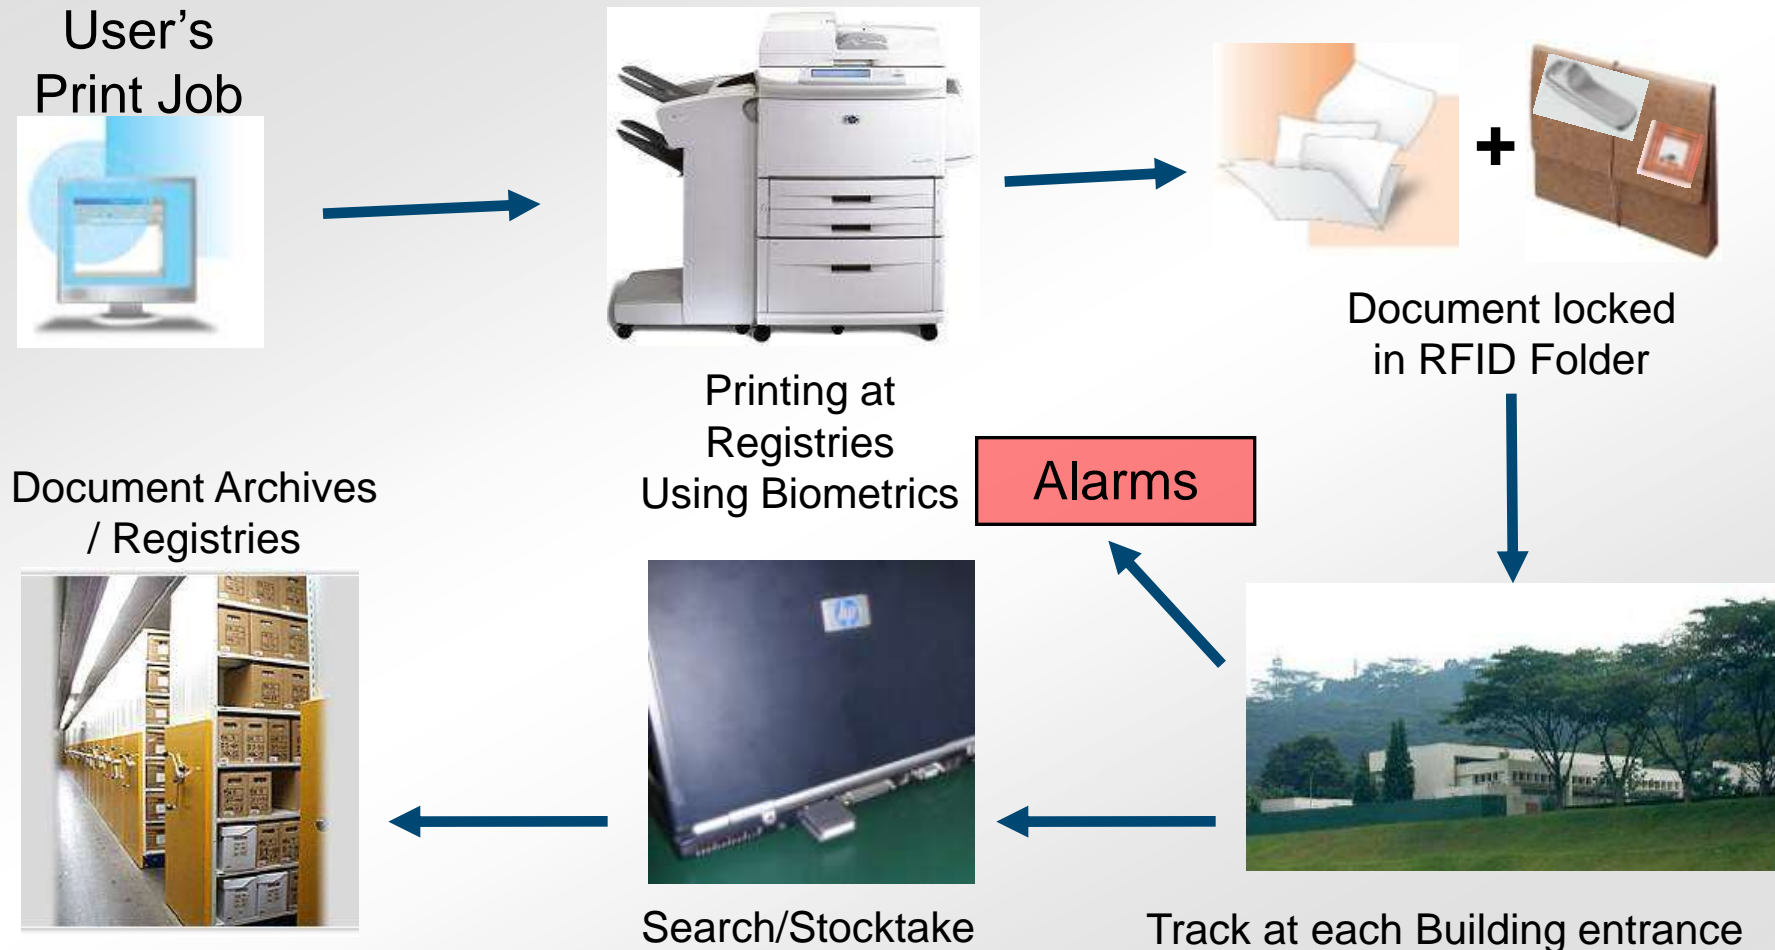 User’s
Print Job
Printing at
Registries
Using Biometrics
Document locked
in RFID Folder
Alarms
Document Archives
/ Registries
hp
Search/Stocktake
Track at each Building entrance